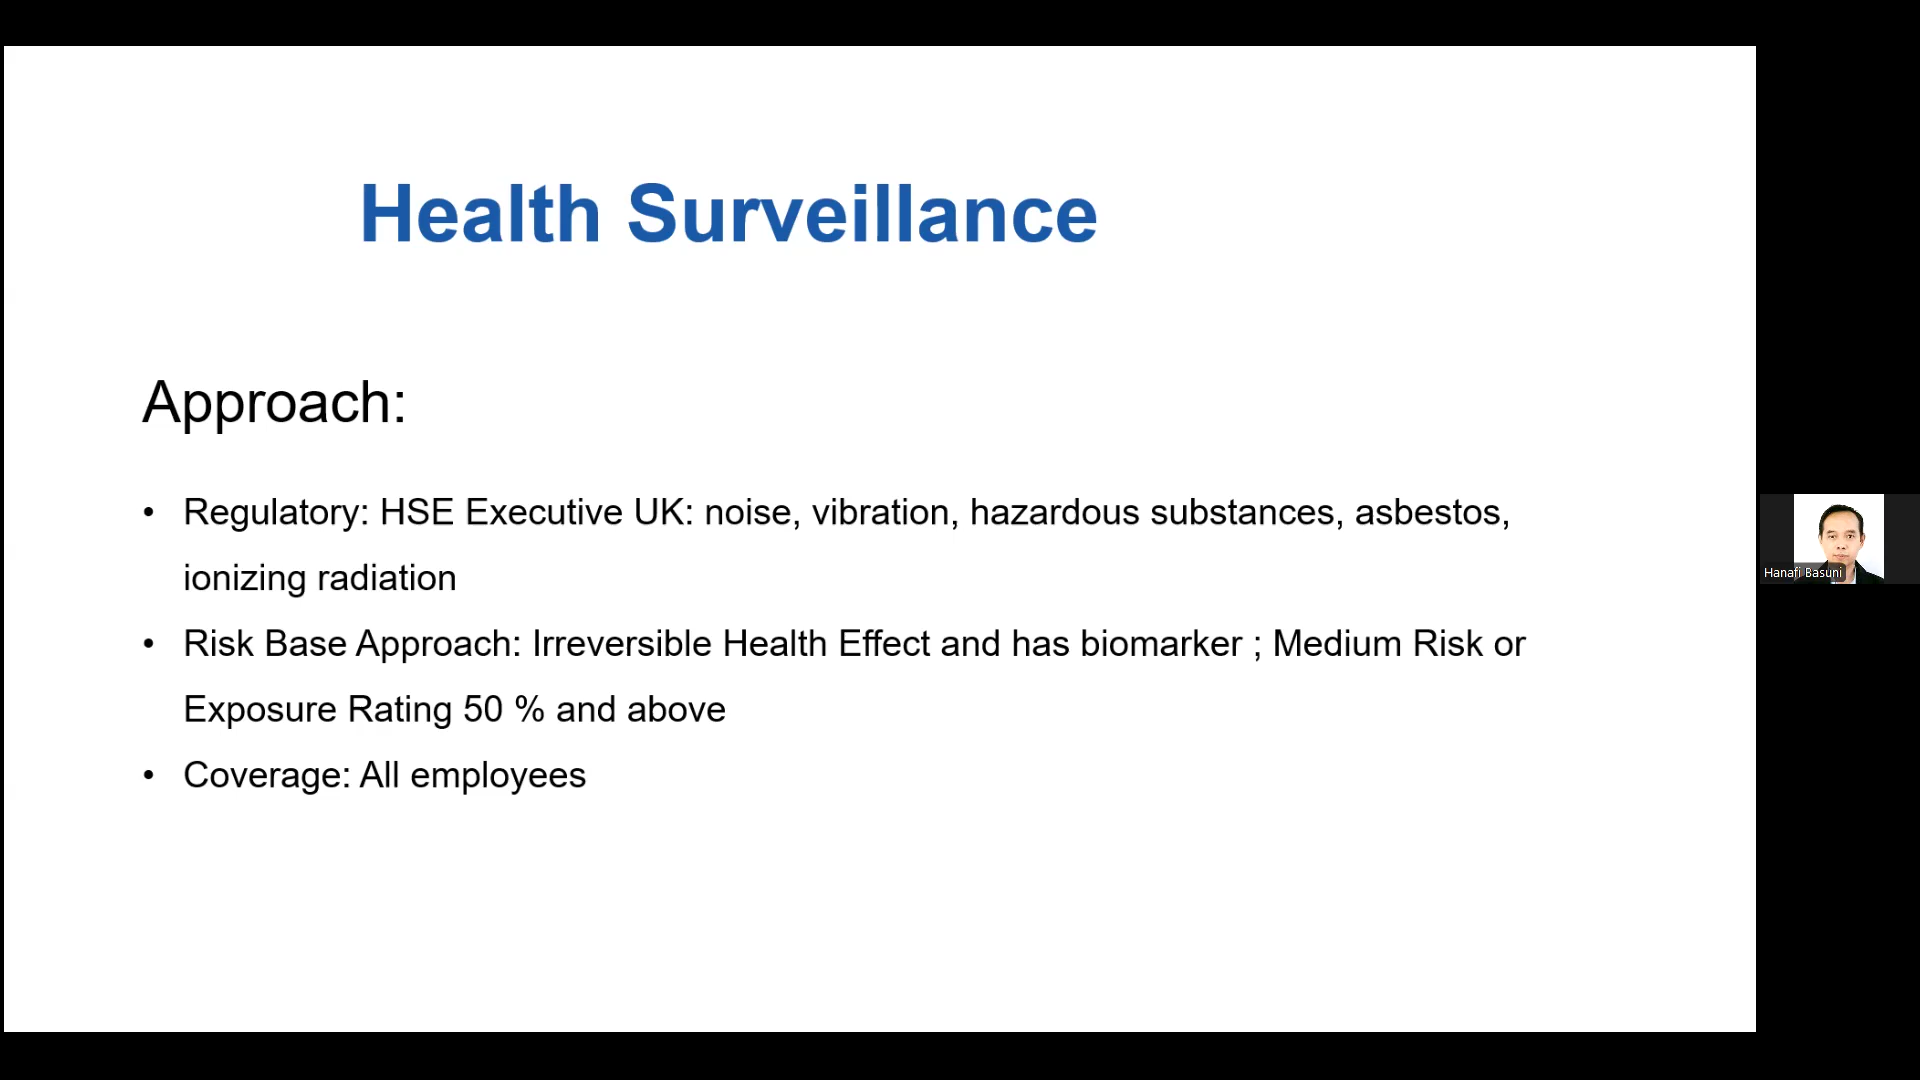 Health Surveillance
Approach:
• Regulatory: HSE Executive UK: noise, vibration, hazardous substances, asbestos,
ionizing radiation
• Risk Base Approach: Irreversible Health Effect and has biomarker ; Medium Risk or
Exposure Rating 50 % and above
• Coverage: All employees
Hanafi Basuni